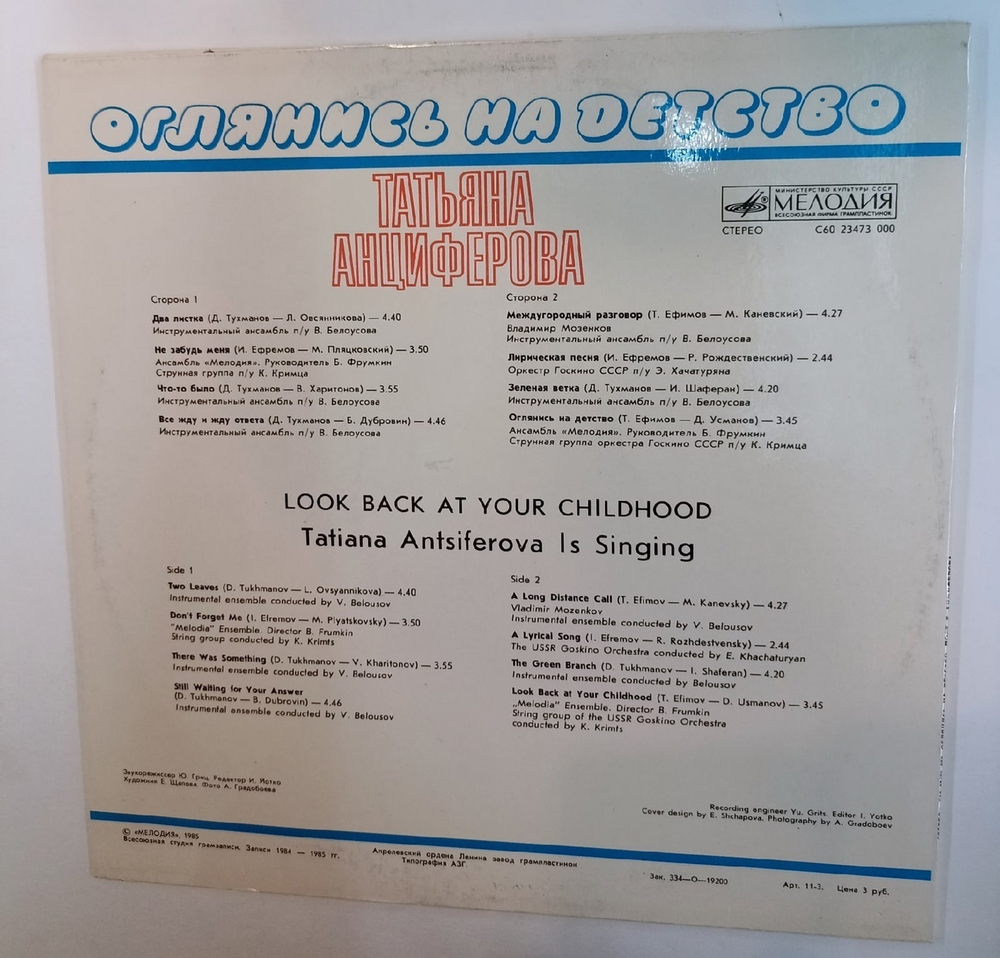 ОГЛЯНИСЬ НА ДЕТСТВО
ТАТЬЯНА
АНЦИФЕРОВА
МИНИСТЕРСТВО КУЛЬТУРЫ СССР
МЕЛОДИЯ
ВСЕСОЮЗНАЯ ФИРМА ГРАМПЛАСТИНОК
СТЕРЕО С60 23473 000
Сторона 1
Два листка (Д. Тухманов — Л. Овсянникова) — 4.40
Инструментальный ансамбль п/у В. Белоусова
Не забудь меня (И. Ефремов — М. Пляцковский) — 3.50
Ансамбль «Мелодия». Руководитель Б. Фрумкин
Струнная группа п/у К. Кримца
Что-то было (Д. Тухманов — В. Харитонов) — 3.55
Инструментальный ансамбль п/у В. Белоусова
Все жду и жду ответа (Д. Тухманов — Б. Дубровин) — 4.46
Инструментальный ансамбль п/у В. Белоусова
Сторона 2
Междугородный разговор (Т. Ефимов — М. Каневский) — 4.27
Владимир Мозенков
Инструментальный ансамбль п/у В. Белоусова
Лирическая песня (И. Ефремов — Р. Рождественский) — 2.44
Оркестр Госкино СССР п/у Э. Хачатуряна
Зеленая ветка (Д. Тухманов — И. Шаферан) — 4.20
Инструментальный ансамбль п/у В. Белоусова
Оглянись на детство (Т. Ефимов — Д. Усманов) — 3.45
Ансамбль «Мелодия». Руководитель Б. Фрумкин
Струнная группа оркестра Госкино СССР п/у К. Кримца
LOOK BACK AT YOUR CHILDHOOD
Tatiana Antsiferova Is Singing
Side 1
Two Leaves (D. Tukhmanov — L. Ovsyannikova) — 4.40
Instrumental ensemble conducted by V. Belousov
Don't Forget Me (I. Efremov — M. Plyatskovsky) — 3.50
"Melodia" Ensemble. Director B. Frumkin
String group conducted by K. Krimts
There Was Something (D. Tukhmanov — V. Kharitonov) — 3.55
Instrumental ensemble conducted by V. Belousov
Still Waiting for Your Answer
(D. Tukhmanov — B. Dubrovin) — 4.46
Instrumental ensemble conducted by V. Belousov
Side 2
A Long Distance Call (T. Efimov — M. Kanevsky) — 4.27
Vladimir Mozenkov
Instrumental ensemble conducted by V. Belousov
A Lyrical Song (I. Efremov — R. Rozhdestvensky) — 2.44
The USSR Goskino Orchestra conducted by E. Khachaturyan
The Green Branch (D. Tukhmanov — I. Shaferan) — 4.20
Instrumental ensemble conducted by Belousov
Look Back at Your Childhood (T. Efimov — D. Usmanov) — 3.45
„Melodia" Ensemble. Director B. Frumkin
String group of the USSR Goskino Orchestra
conducted by K. Krimts
Звукорежиссер Ю. Гриц. Редактор И. Йотко
Художник Е. Щапова. Фото А. Градобоева
Recording engineer Yu. Grits. Editor I. Yotko
Cover design by E. Shchapova. Photography by A. Gradoboev
© «МЕЛОДИЯ», 1985
Всесоюзная студия грамзаписи. Записи 1984 — 1985 гг.
Апрелевский ордена Ленина завод грампластинок
Типография АЗГ.
Зак. 334—О—19200
Арт. 11-3. Цена 3 руб.